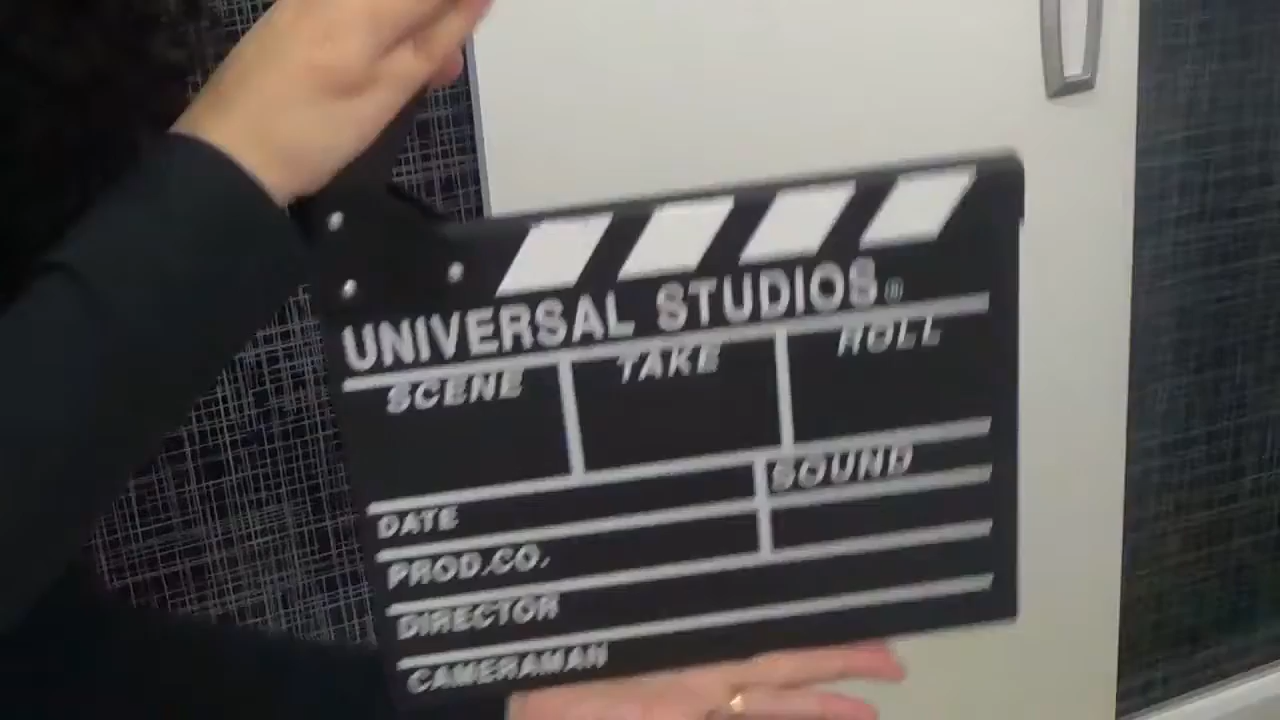 UNIVERSAL STUDIOS®
SCENE TAKE ROLL
SOUND
DATE
PROD.CO.
DIRECTOR
CAMERAMAN